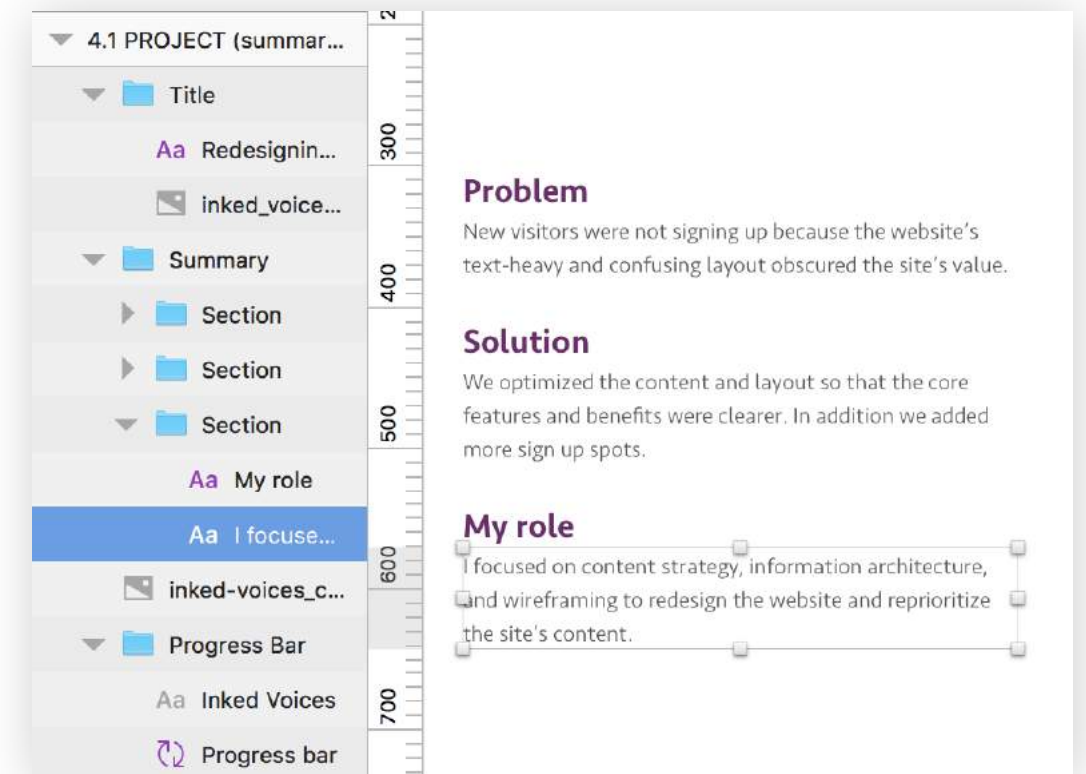 4.1 PROJECT (summar...
Title
Aa Redesignin...
inked_voice...
Summary
Section
Section
Section
Aa My role
Aa I focuse...
inked-voices_c...
Progress Bar
Aa Inked Voices
Progress bar
300
400
500
600
700
Problem
New visitors were not signing up because the website's
text-heavy and confusing layout obscured the site's value.
Solution
We optimized the content and layout so that the core
features and benefits were clearer. In addition we added
more sign up spots.
My role
I focused on content strategy, information architecture,
and wireframing to redesign the website and reprioritize
the site's content.